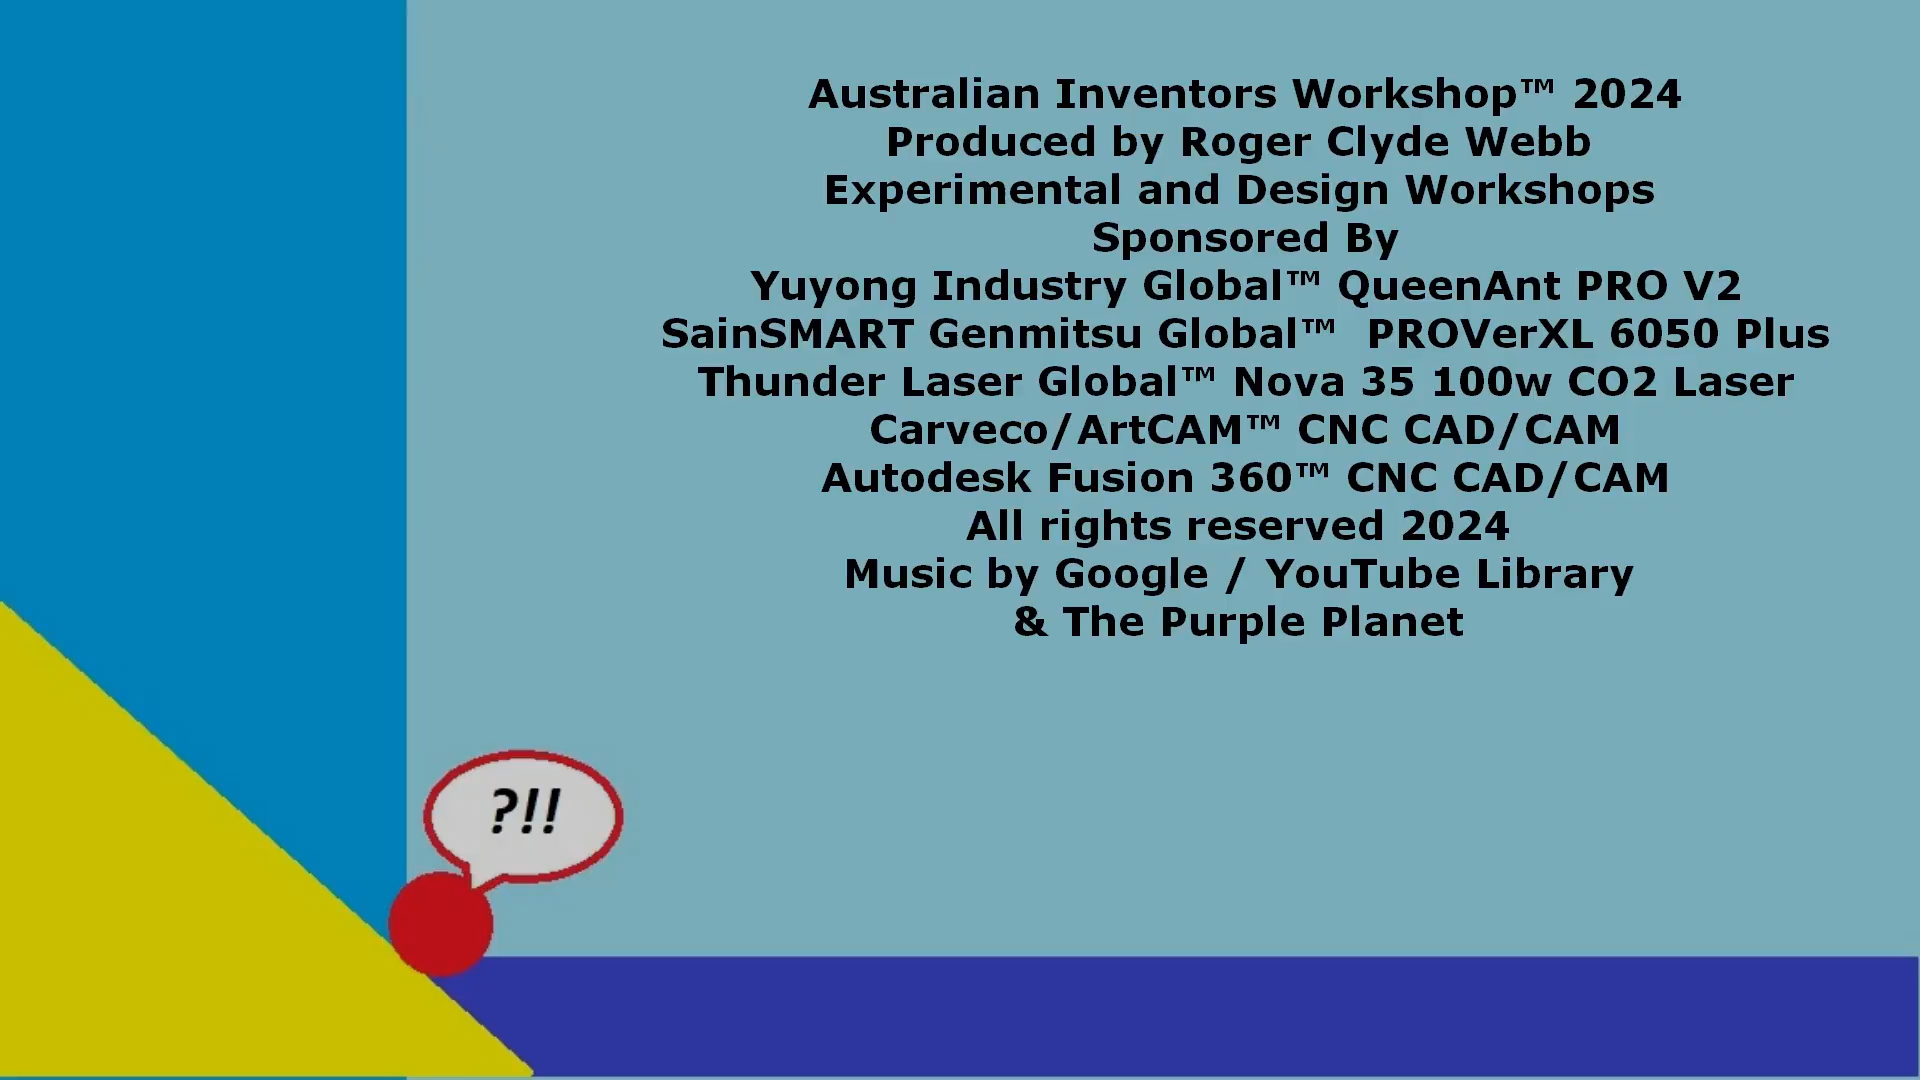 Australian Inventors Workshop™ 2024
Produced by Roger Clyde Webb
Experimental and Design Workshops
Sponsored By
Yuyong Industry Global™ QueenAnt PRO V2
SainSMART Genmitsu Global™  PROVerXL 6050 Plus
Thunder Laser Global™ Nova 35 100w CO2 Laser
Carveco/ArtCAM™ CNC CAD/CAM
Autodesk Fusion 360™ CNC CAD/CAM
All rights reserved 2024
Music by Google / YouTube Library
& The Purple Planet
?!!